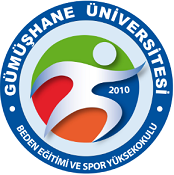 GÜMÜŞHANE ÜNİVERSİTESİ
2010
BEDEN EĞİTİMİ VE SPOR YÜKSEKOKULU